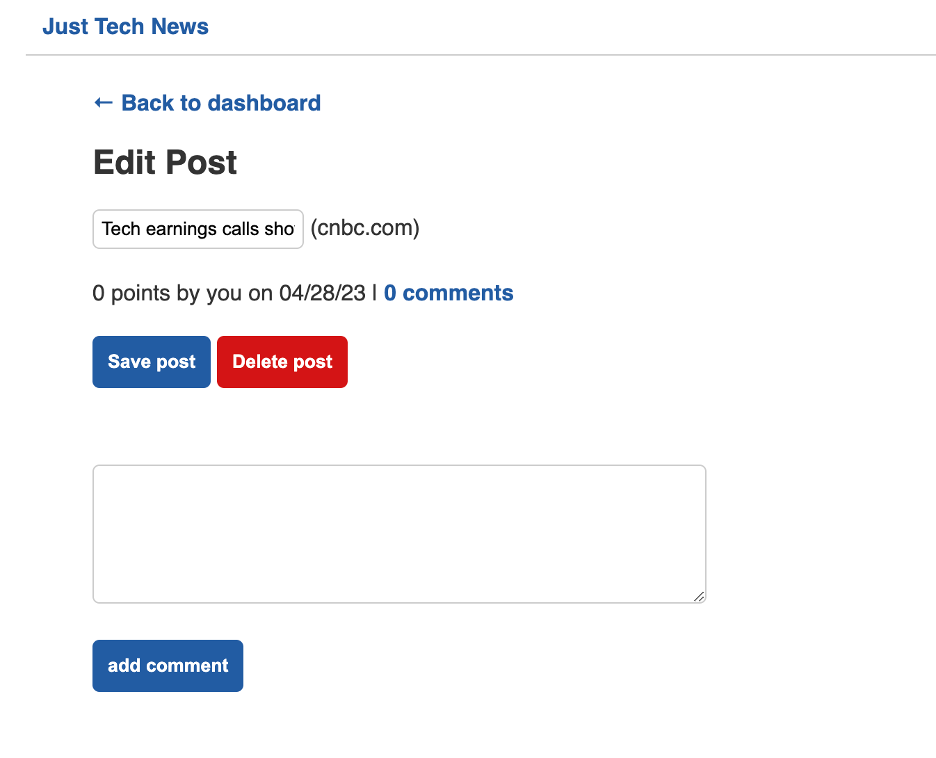 Just Tech News
← Back to dashboard
Edit Post
Tech earnings calls sho (cnbc.com)
0 points by you on 04/28/23 | 0 comments
Save post Delete post
add comment